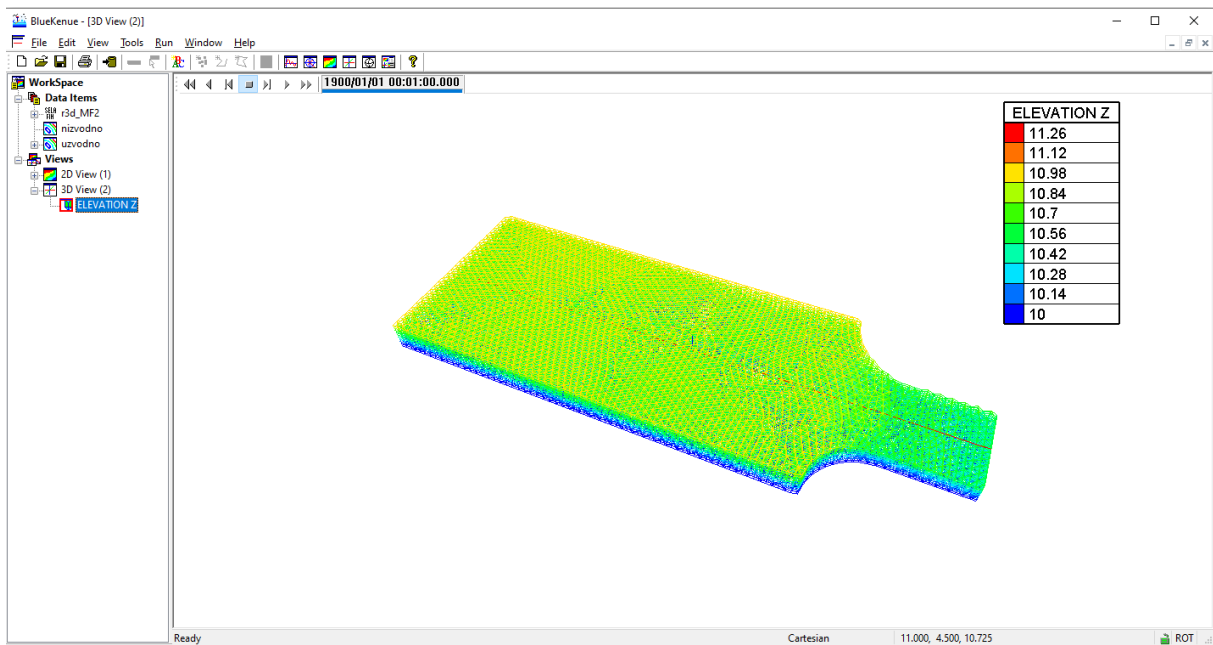 BlueKenue - [3D View (2)]
File Edit View Tools Run Window Help
WorkSpace
Data Items
r3d_MF2
nizvodno
uzvodno
Views
2D View (1)
3D View (2)
ELEVATION Z
1900/01/01 00:01:00.000
ELEVATION Z
11.26
11.12
10.98
10.84
10.7
10.56
10.42
10.28
10.14
10
Ready Cartesian 11.000, 4.500, 10.725 ROT